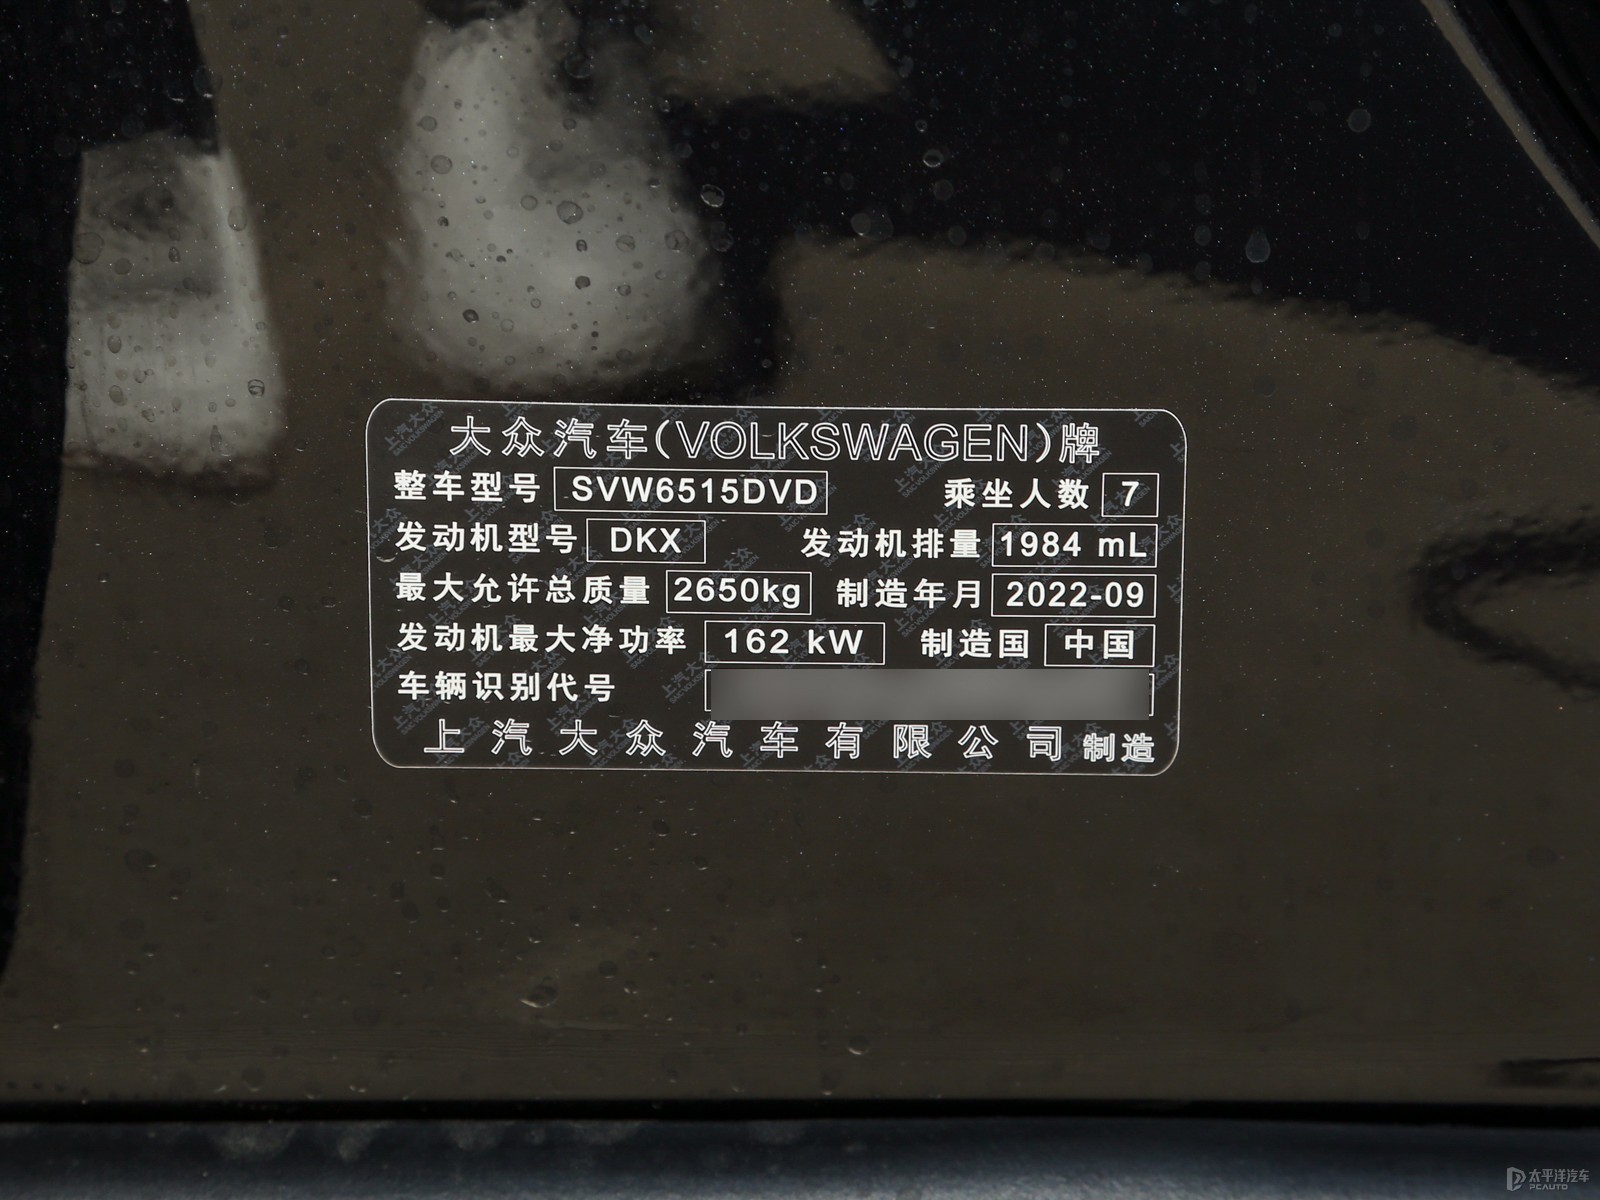 大众汽车(VOLKSWAGEN)牌
整车型号 SVW6515DVD 乘坐人数 7
发动机型号 DKX 发动机排量 1984 mL
最大允许总质量 2650kg 制造年月 2022-09
发动机最大净功率 162 kW 制造国 中国
车辆识别代号
上汽大众汽车有限公司 制造
太平洋汽车
PCAUTO